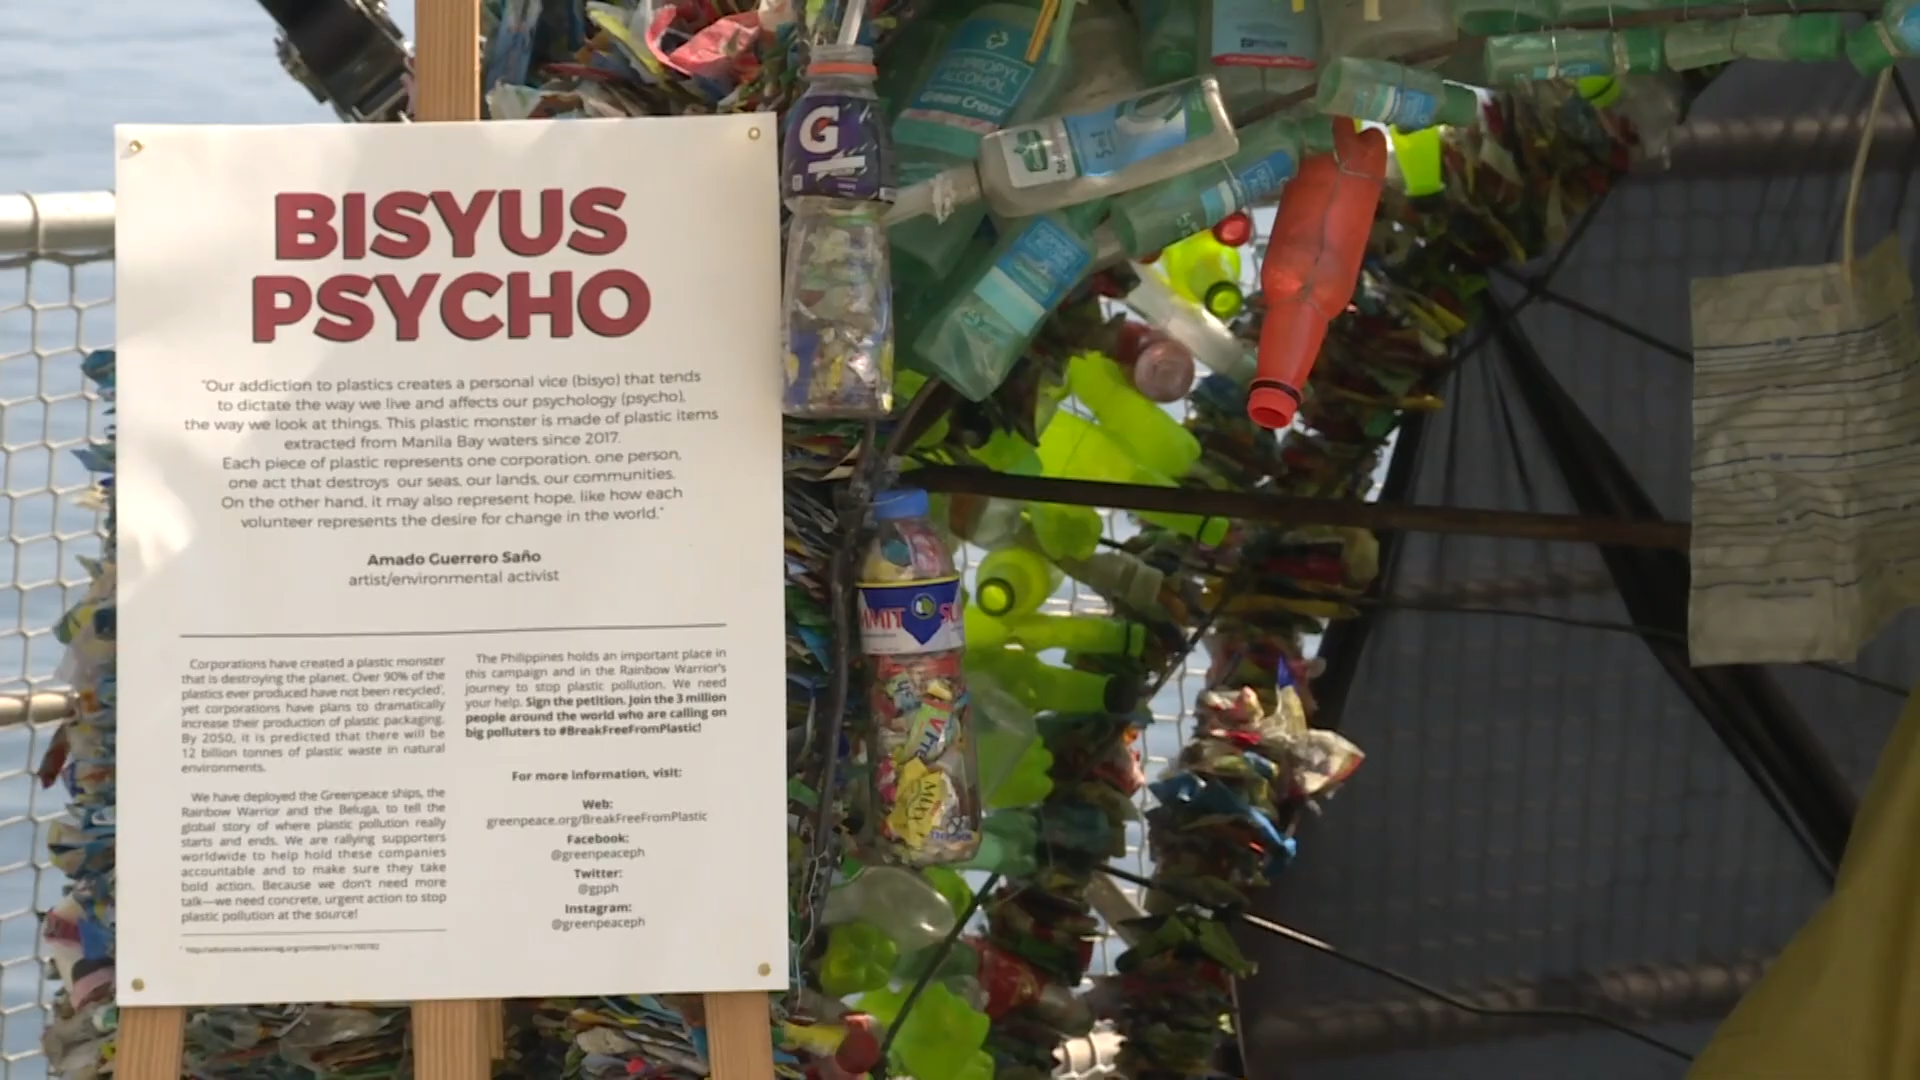 BISYUS
PSYCHO
"Our addiction to plastics creates a personal vice (bisyo) that tends
to dictate the way we live and affects our psychology (psycho),
the way we look at things. This plastic monster is made of plastic items
extracted from Manila Bay waters since 2017.
Each piece of plastic represents one corporation, one person,
one act that destroys our seas, our lands, our communities.
On the other hand, it may also represent hope, like how each
volunteer represents the desire for change in the world."
Amado Guerrero Saño
artist/environmental activist
Corporations have created a plastic monster
that is destroying the planet. Over 90% of the
plastics ever produced have not been recycled*,
yet corporations have plans to dramatically
increase their production of plastic packaging.
By 2050, it is predicted that there will be
12 billion tonnes of plastic waste in natural
environments.
We have deployed the Greenpeace ships, the
Rainbow Warrior and the Beluga, to tell the
global story of where plastic pollution really
starts and ends. We are rallying supporters
worldwide to help hold these companies
accountable and to make sure they take
bold action. Because we don't need more
talk—we need concrete, urgent action to stop
plastic pollution at the source!
The Philippines holds an important place in
this campaign and in the Rainbow Warrior's
journey to stop plastic pollution. We need
your help. Sign the petition. Join the 3 million
people around the world who are calling on
big polluters to #BreakFreeFromPlastic!
For more information, visit:
Web:
greenpeace.org/BreakFreeFromPlastic
Facebook:
@greenpeaceph
Twitter:
@gpph
Instagram:
@greenpeaceph
G
ISOPROPYL
ALCOHOL
Green Cross
5 in 1
MIX